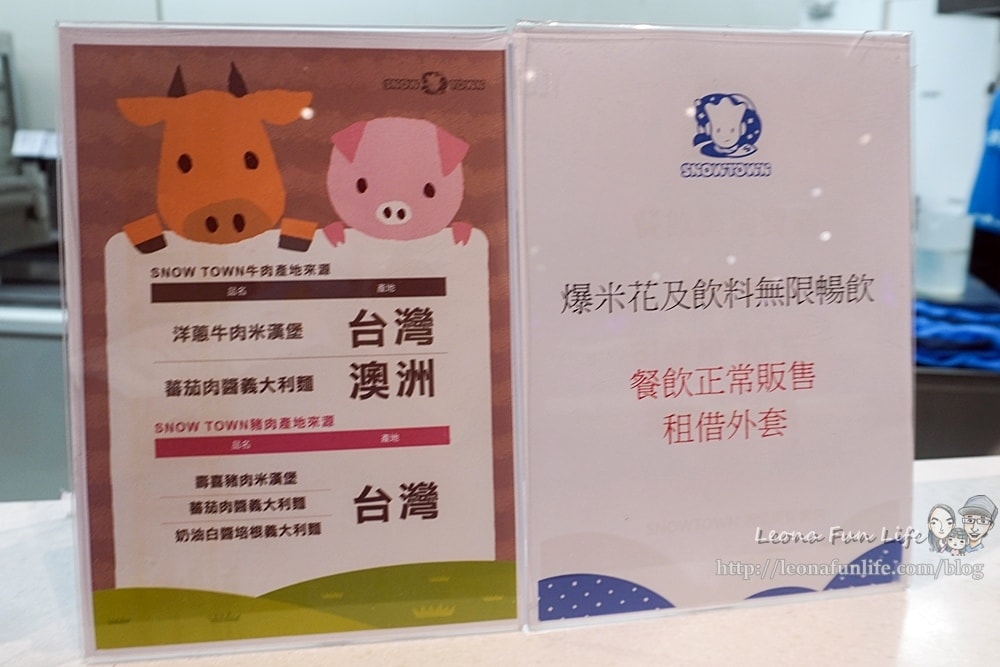 SNOW TOWN
SNOW TOWN牛肉產地來源
品名 產地
洋蔥牛肉米漢堡 台灣
蕃茄肉醬義大利麵 澳洲
SNOW TOWN豬肉產地來源
品名 產地
壽喜豬肉米漢堡
蕃茄肉醬義大利麵 台灣
奶油白醬培根義大利麵
SNOWTOWN
爆米花及飲料無限暢飲
餐飲正常販售
租借外套
Leona Fun Life
http://leonafunlife.com/blog